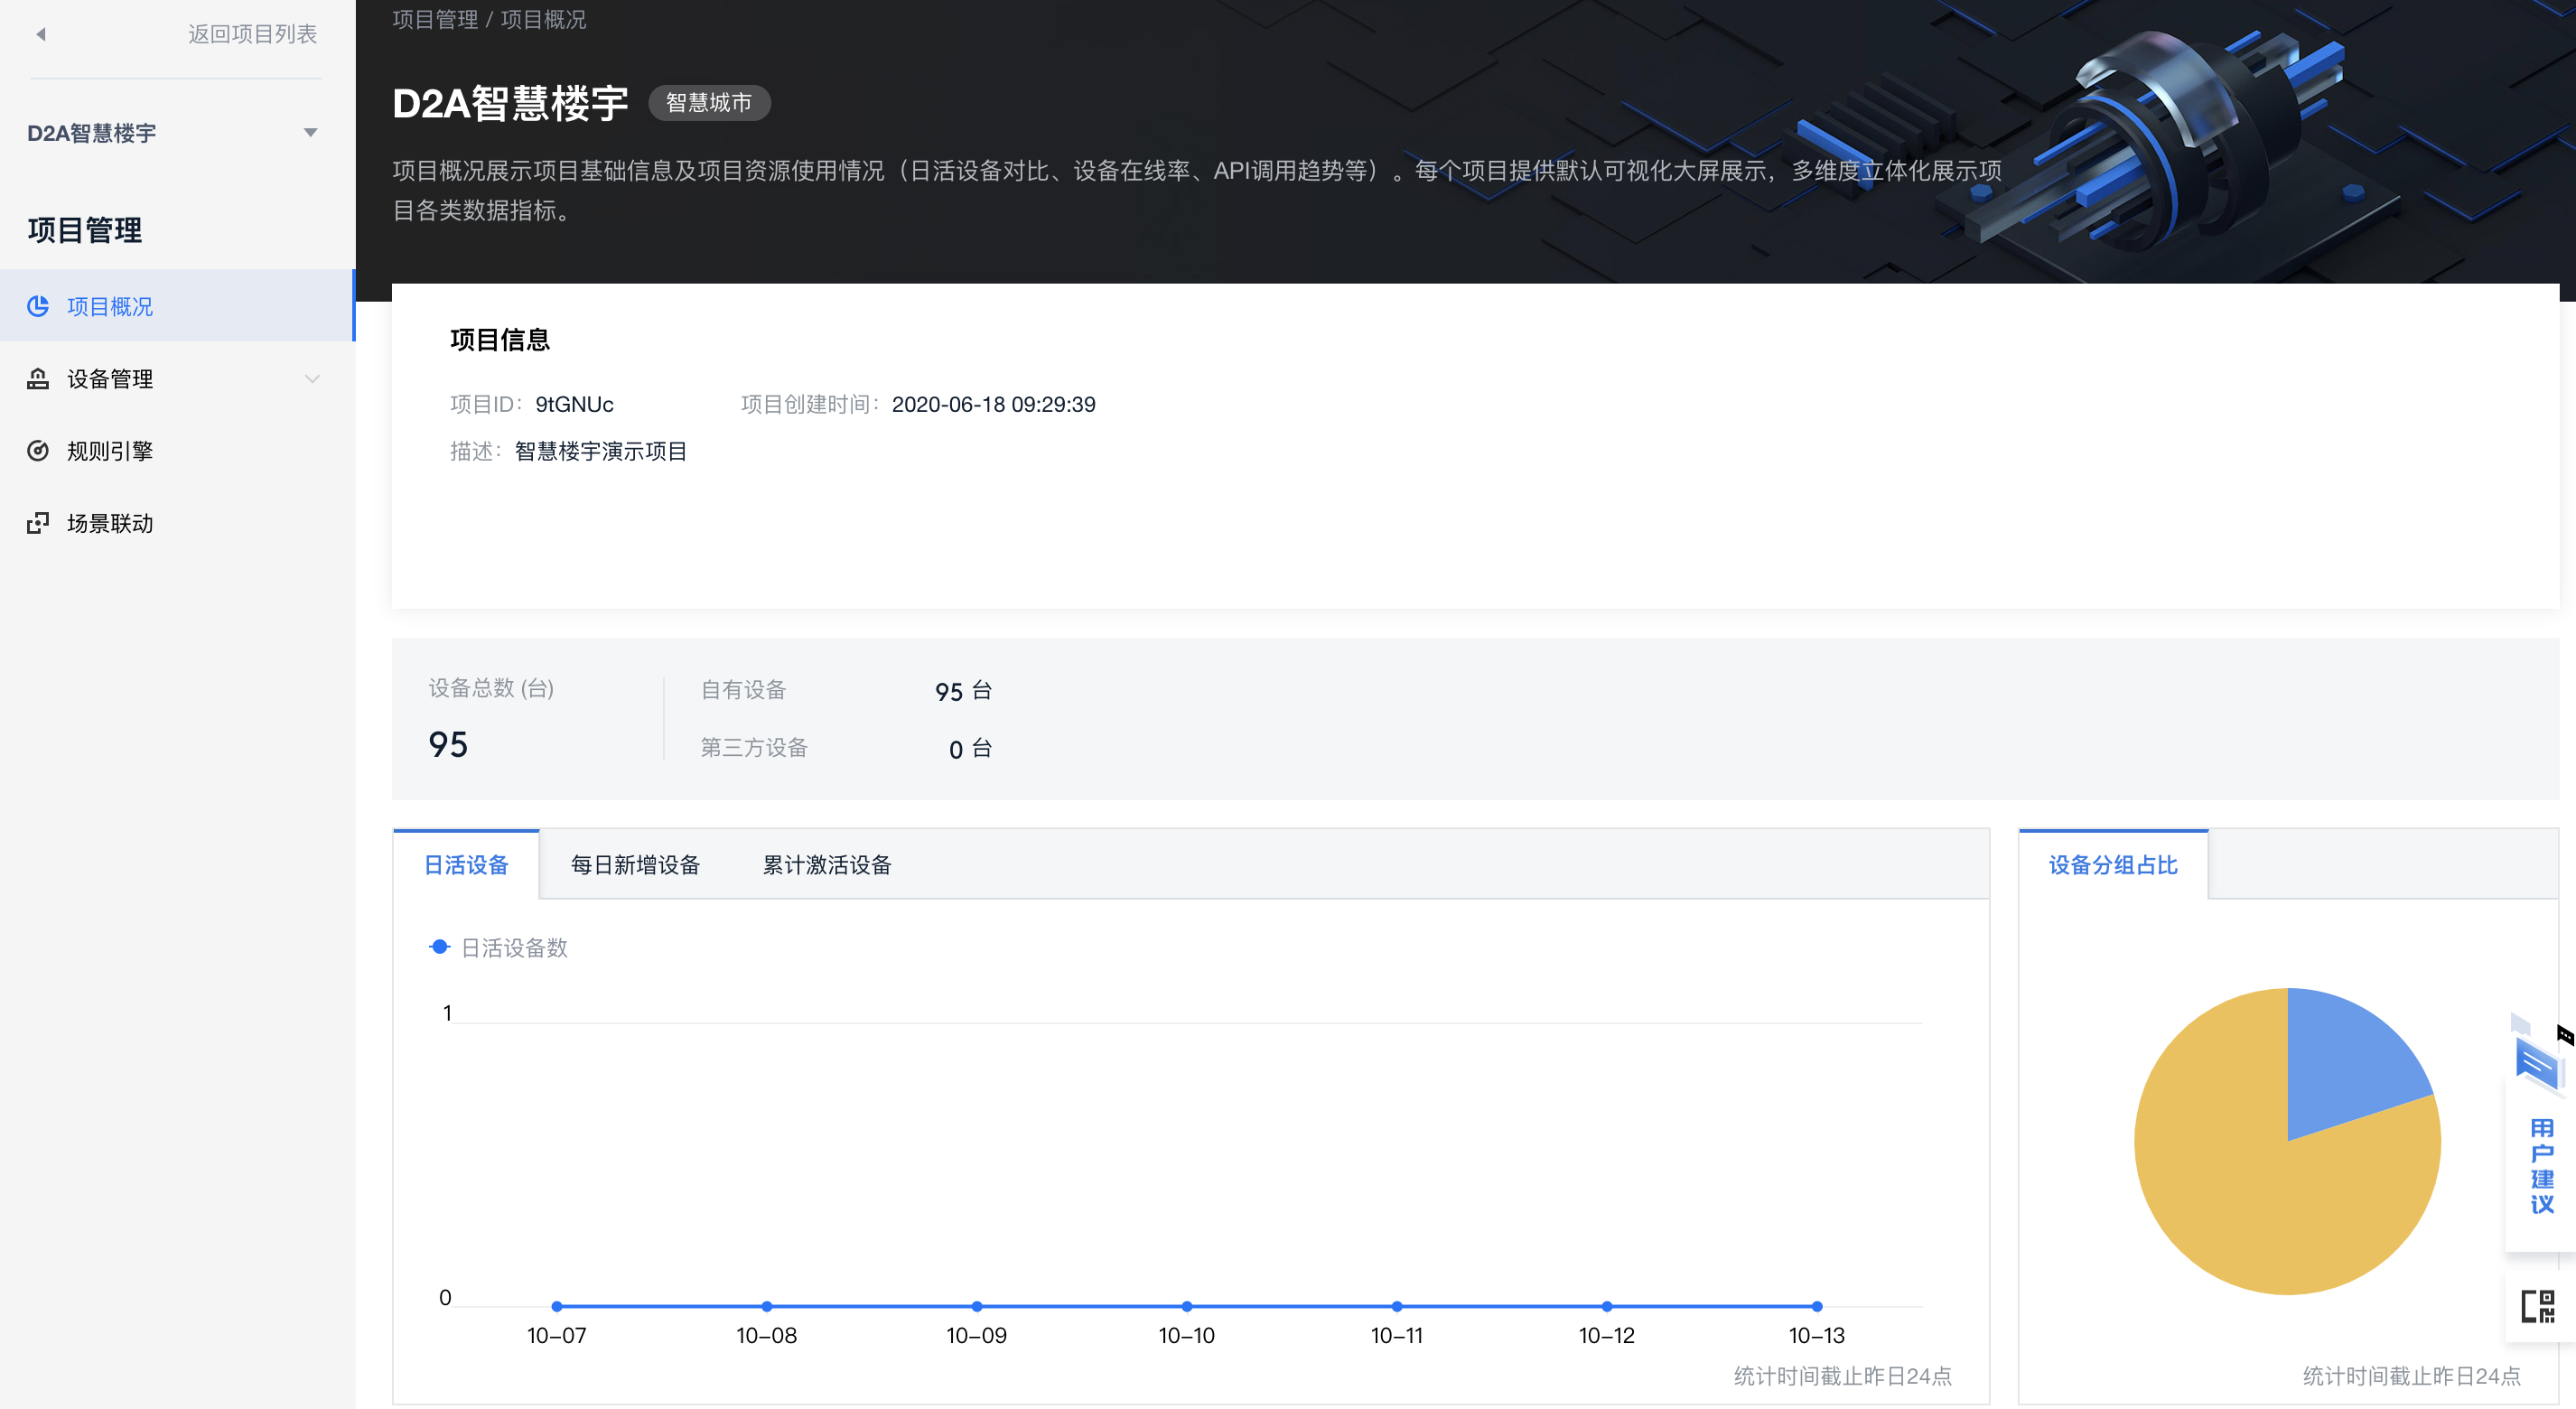 返回项目列表
D2A智慧楼宇
项目管理
项目概况
设备管理
规则引擎
场景联动
项目管理 / 项目概况
D2A智慧楼宇 智慧城市
项目概况展示项目基础信息及项目资源使用情况（日活设备对比、设备在线率、API调用趋势等）。每个项目提供默认可视化大屏展示，多维度立体化展示项
目各类数据指标。
项目信息
项目ID：9tGNUc 项目创建时间：2020-06-18 09:29:39
描述：智慧楼宇演示项目
设备总数 (台)
95
自有设备 95 台
第三方设备 0 台
日活设备 每日新增设备 累计激活设备
日活设备数
1
0
10-07 10-08 10-09 10-10 10-11 10-12 10-13
统计时间截止昨日24点
设备分组占比
统计时间截止昨日24点
用户建议